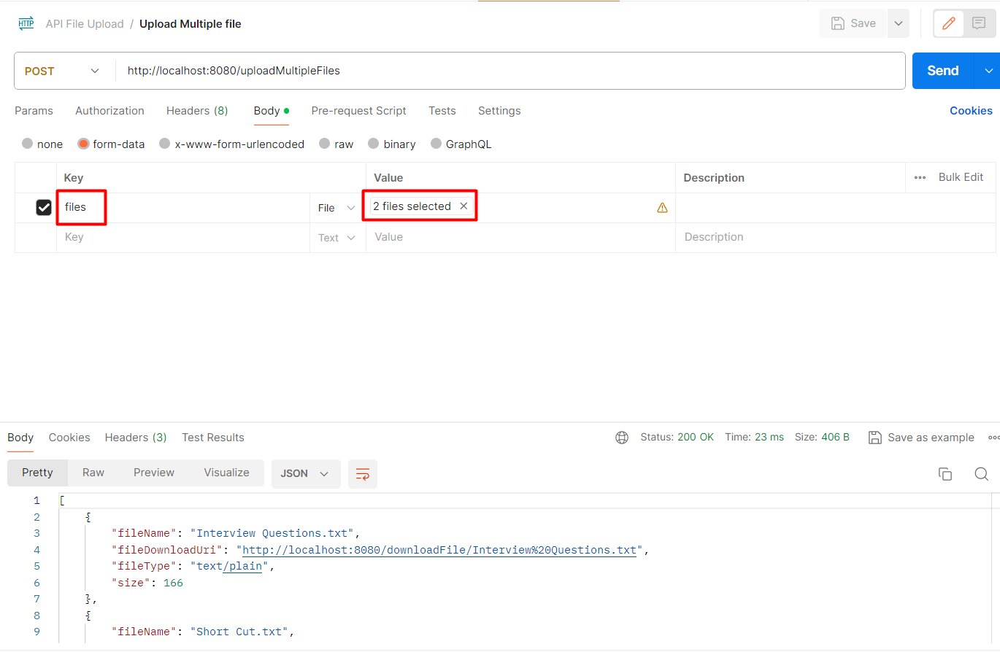 HTTP API File Upload / Upload Multiple file Save
POST http://localhost:8080/uploadMultipleFiles Send
Params Authorization Headers (8) Body Pre-request Script Tests Settings Cookies
none form-data x-www-form-urlencoded raw binary GraphQL
Key Value Description Bulk Edit
files File 2 files selected
Key Text Value Description
Body Cookies Headers (3) Test Results Status: 200 OK Time: 23 ms Size: 406 B Save as example
Pretty Raw Preview Visualize JSON
1 [
2 {
3 "fileName": "Interview Questions.txt",
4 "fileDownloadUri": "http://localhost:8080/downloadFile/Interview%20Questions.txt",
5 "fileType": "text/plain",
6 "size": 166
7 },
8 {
9 "fileName": "Short Cut.txt",